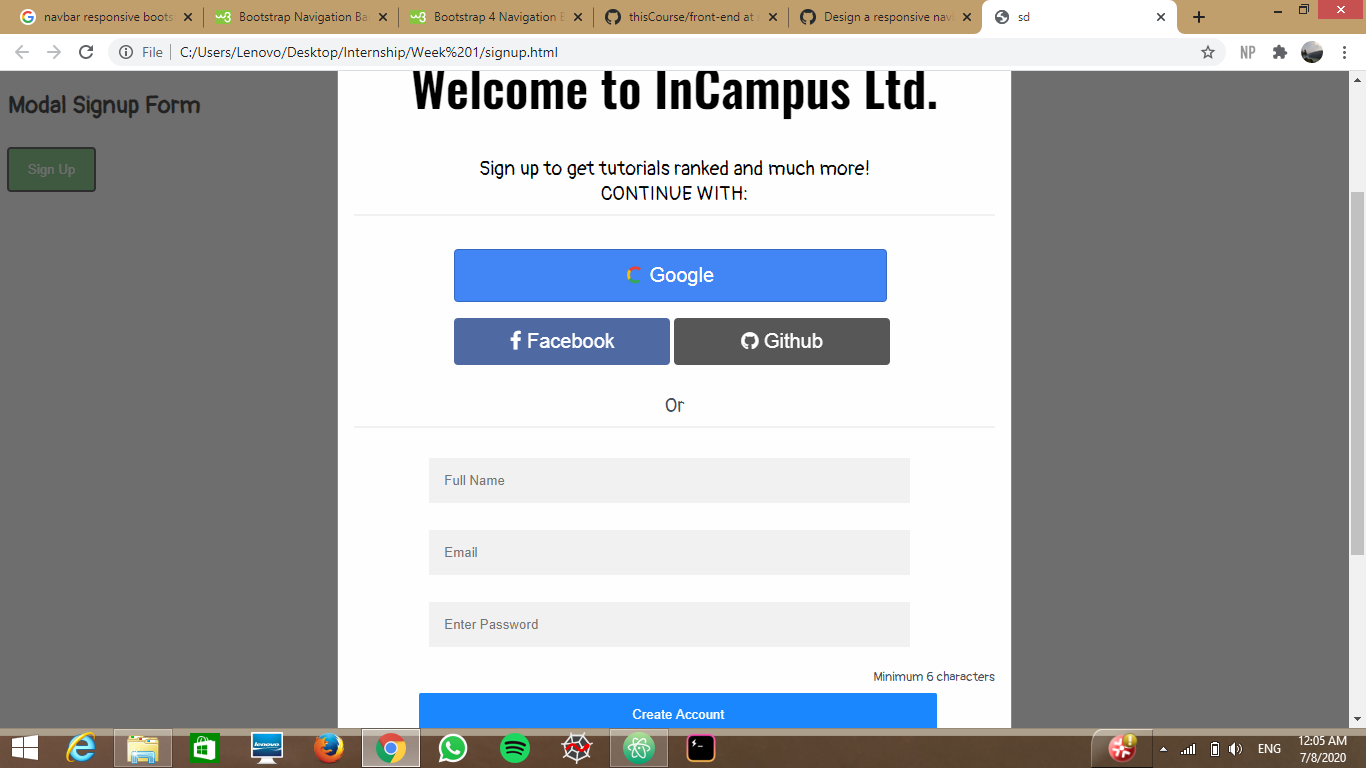 navbar responsive boots
Bootstrap Navigation Ba
Bootstrap 4 Navigation B
thisCourse/front-end at
Design a responsive nav
sd
File
C:/Users/Lenovo/Desktop/Internship/Week%201/signup.html
NP
Modal Signup Form
Sign Up
Welcome to InCampus Ltd.
Sign up to get tutorials ranked and much more!
CONTINUE WITH:
Google
Facebook
Github
Or
Full Name
Email
Enter Password
Minimum 6 characters
Create Account
lenovo
ENG
12:05 AM
7/8/2020